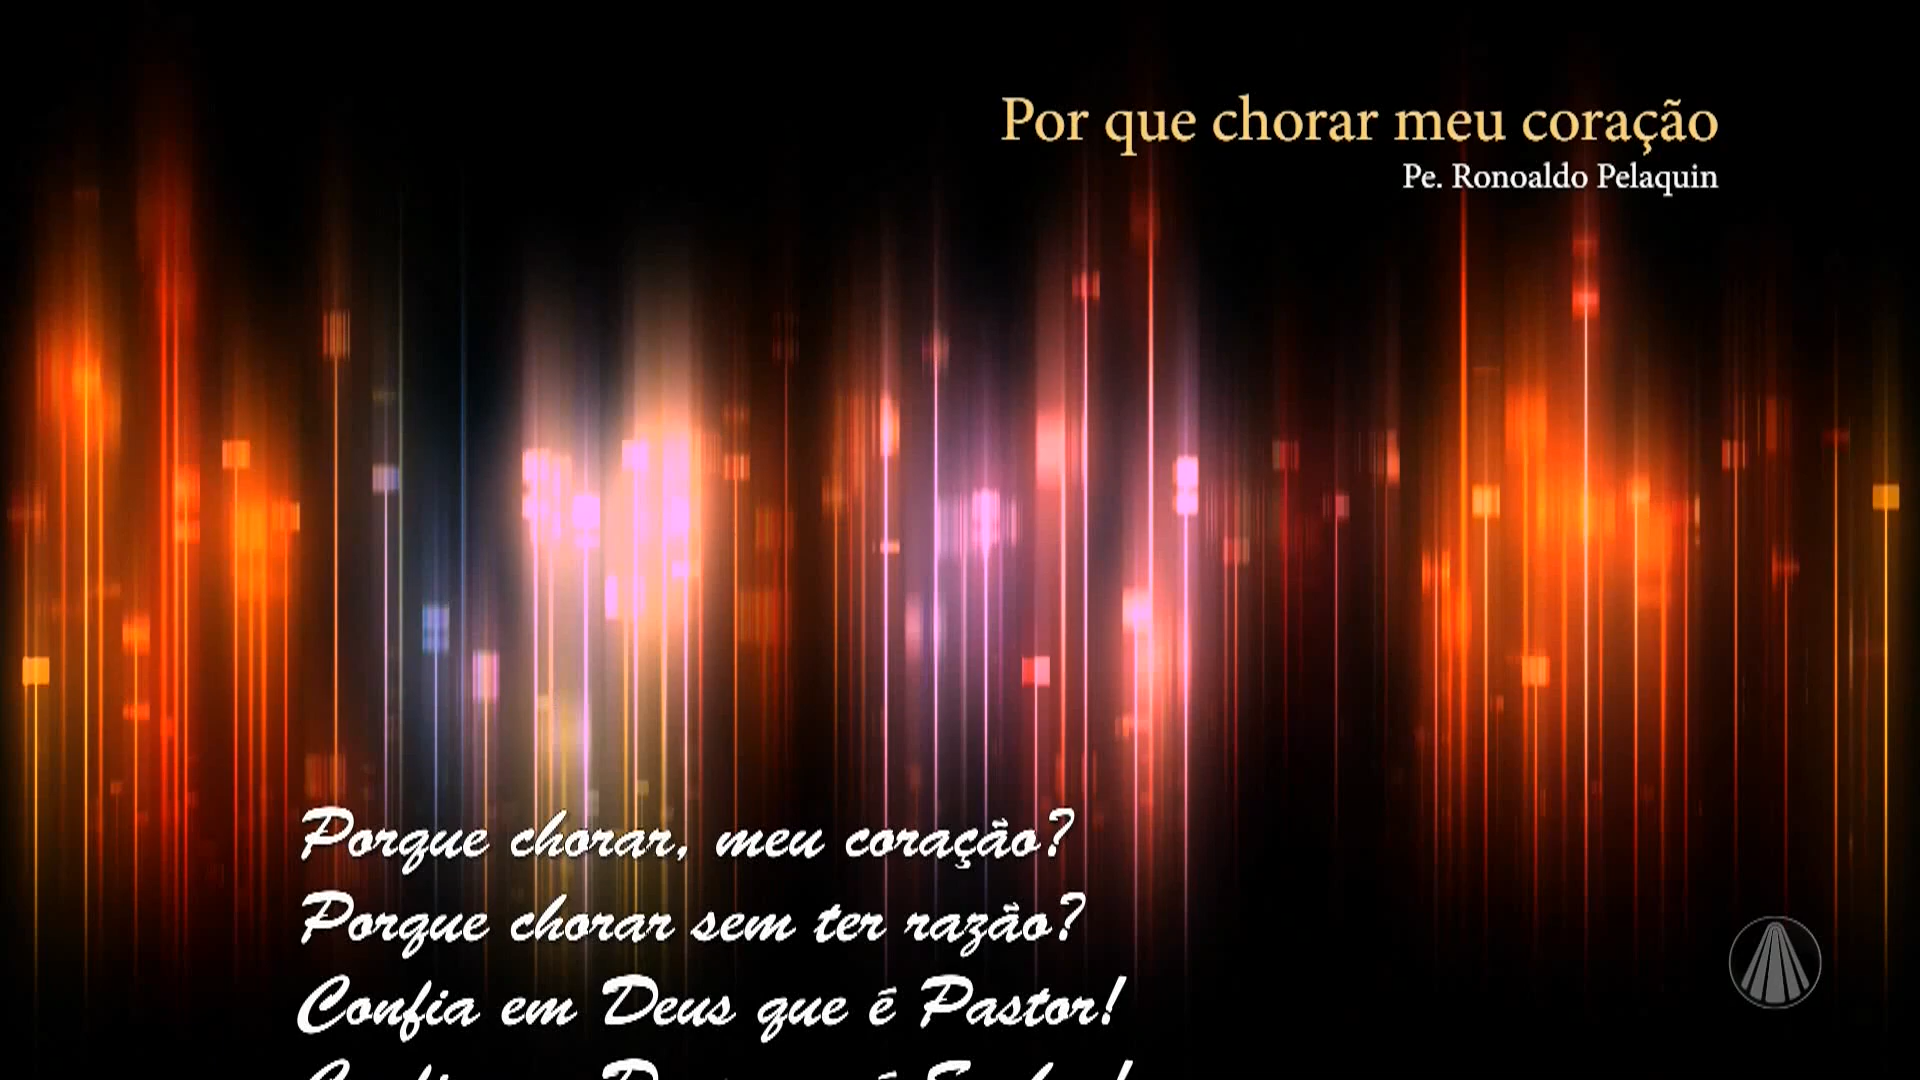 Por que chorar meu coração
Pe. Ronoaldo Pelaquin
Porque chorar, meu coração?
Porque chorar sem ter razão?
Confia em Deus que é Pastor!